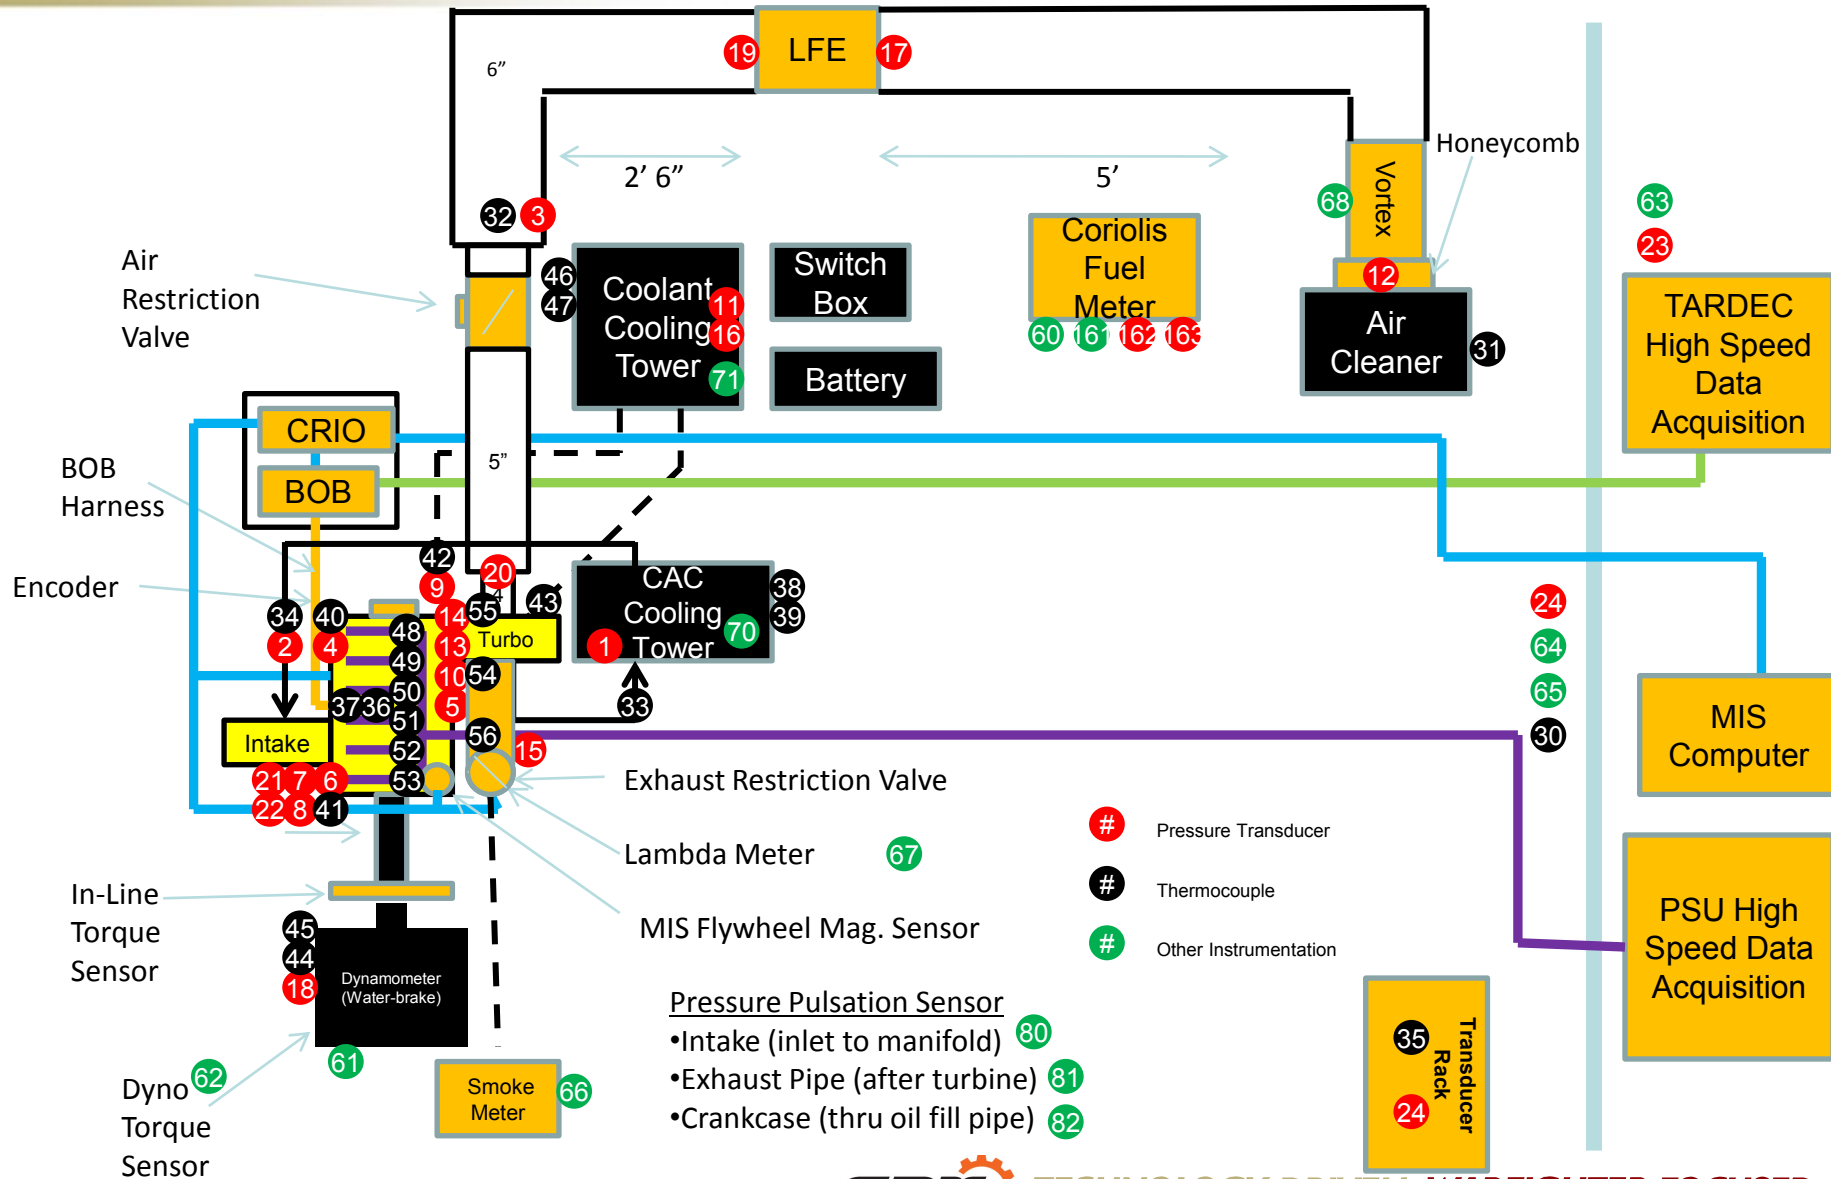 LFE
19
17
6”
Honeycomb
2’ 6”
5’
Vortex
68
63
32
3
Coriolis
Fuel
Meter
23
Air
Restriction
Valve
46
47
Coolant
Cooling
Tower
11
16
71
Switch
Box
12
60
161
162
163
Air
Cleaner
31
TARDEC
High Speed
Data
Acquisition
Battery
CRIO
BOB
5”
BOB
Harness
42
9
20
4
Encoder
34
40
2
4
48
14
55
43
13
Turbo
CAC
Cooling
Tower
1
70
38
39
24
64
65
30
49
10
54
50
37
36
5
33
51
Intake
56
52
15
MIS
Computer
21
7
6
53
22
8
41
Exhaust Restriction Valve
# Pressure Transducer
Lambda Meter
67
# Thermocouple
In-Line
Torque
Sensor
MIS Flywheel Mag. Sensor
# Other Instrumentation
PSU High
Speed Data
Acquisition
45
44
18
Dynamometer
(Water-brake)
61
Dyno
Torque
Sensor
62
Smoke
Meter
66
Pressure Pulsation Sensor
•Intake (inlet to manifold) 80
•Exhaust Pipe (after turbine) 81
•Crankcase (thru oil fill pipe) 82
Transducer
Rack
35
24
TECHNOLOGY DRIVEN. WARFIGHTER FOCUSED.